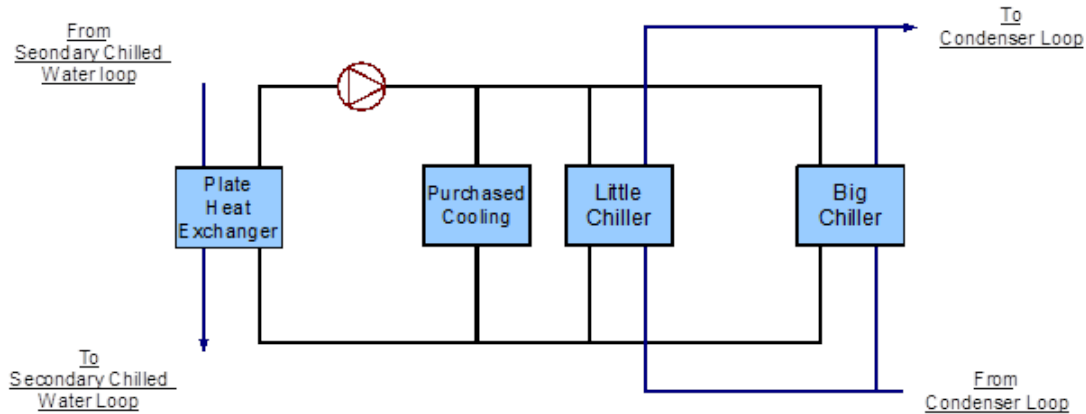 From
Seondary Chilled
Water loop
To
Condenser Loop
Plate
Heat
Exchanger
Purchased
Cooling
Little
Chiller
Big
Chiller
To
Secondary Chilled
Water Loop
From
Condenser Loop